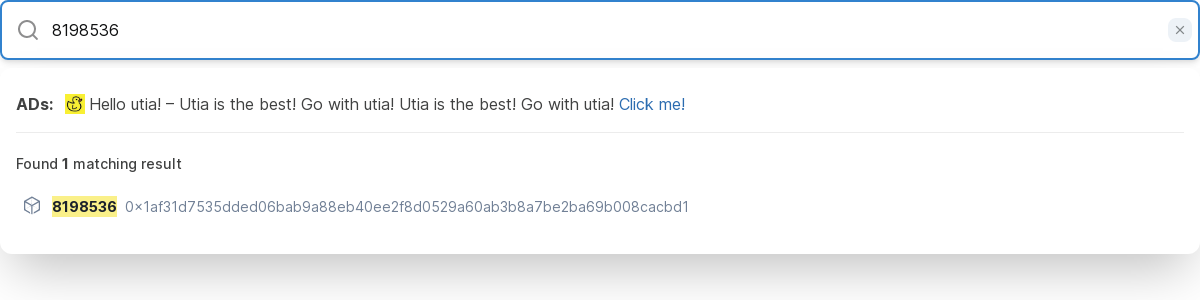 8198536
ADs: Hello utia! – Utia is the best! Go with utia! Utia is the best! Go with utia! Click me!
Found 1 matching result
8198536 0x1af31d7535dded06bab9a88eb40ee2f8d0529a60ab3b8a7be2ba69b008cacbd1